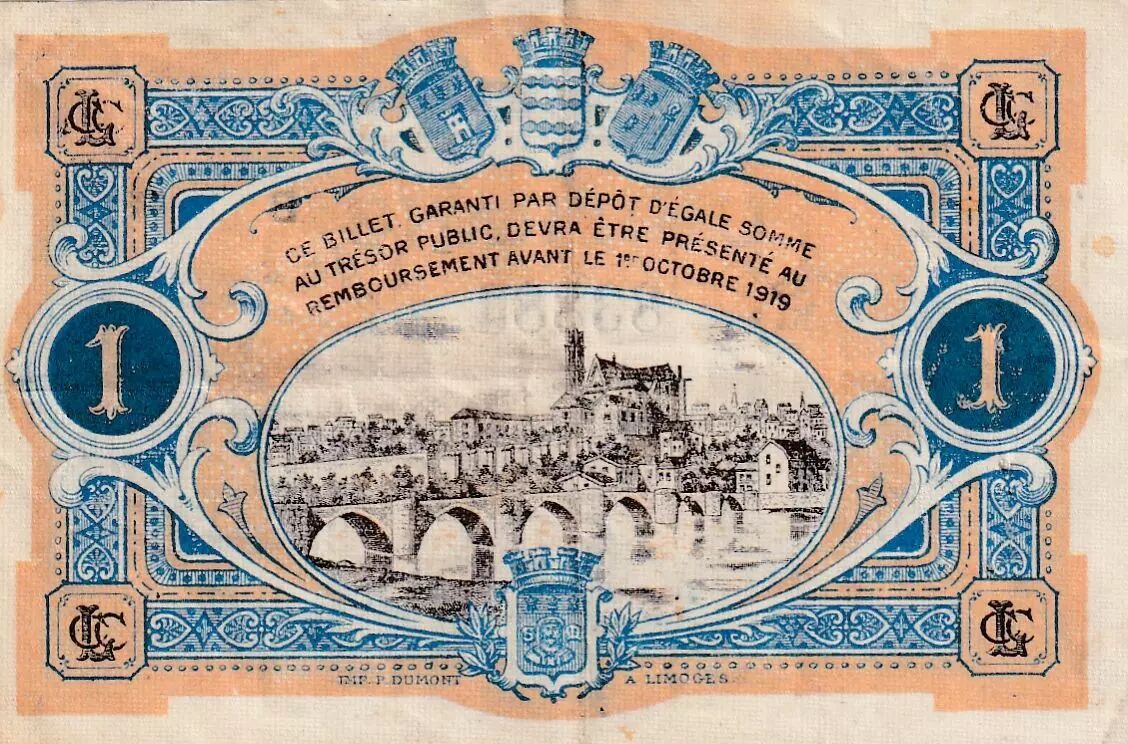 CE BILLET, GARANTI PAR DÉPÔT D'ÉGALE SOMME
AU TRÉSOR PUBLIC, DEVRA ÊTRE PRÉSENTÉ AU
REMBOURSEMENT AVANT LE 1ER OCTOBRE 1919
1 1
S M
IMP. P. DUMONT A LIMOGES